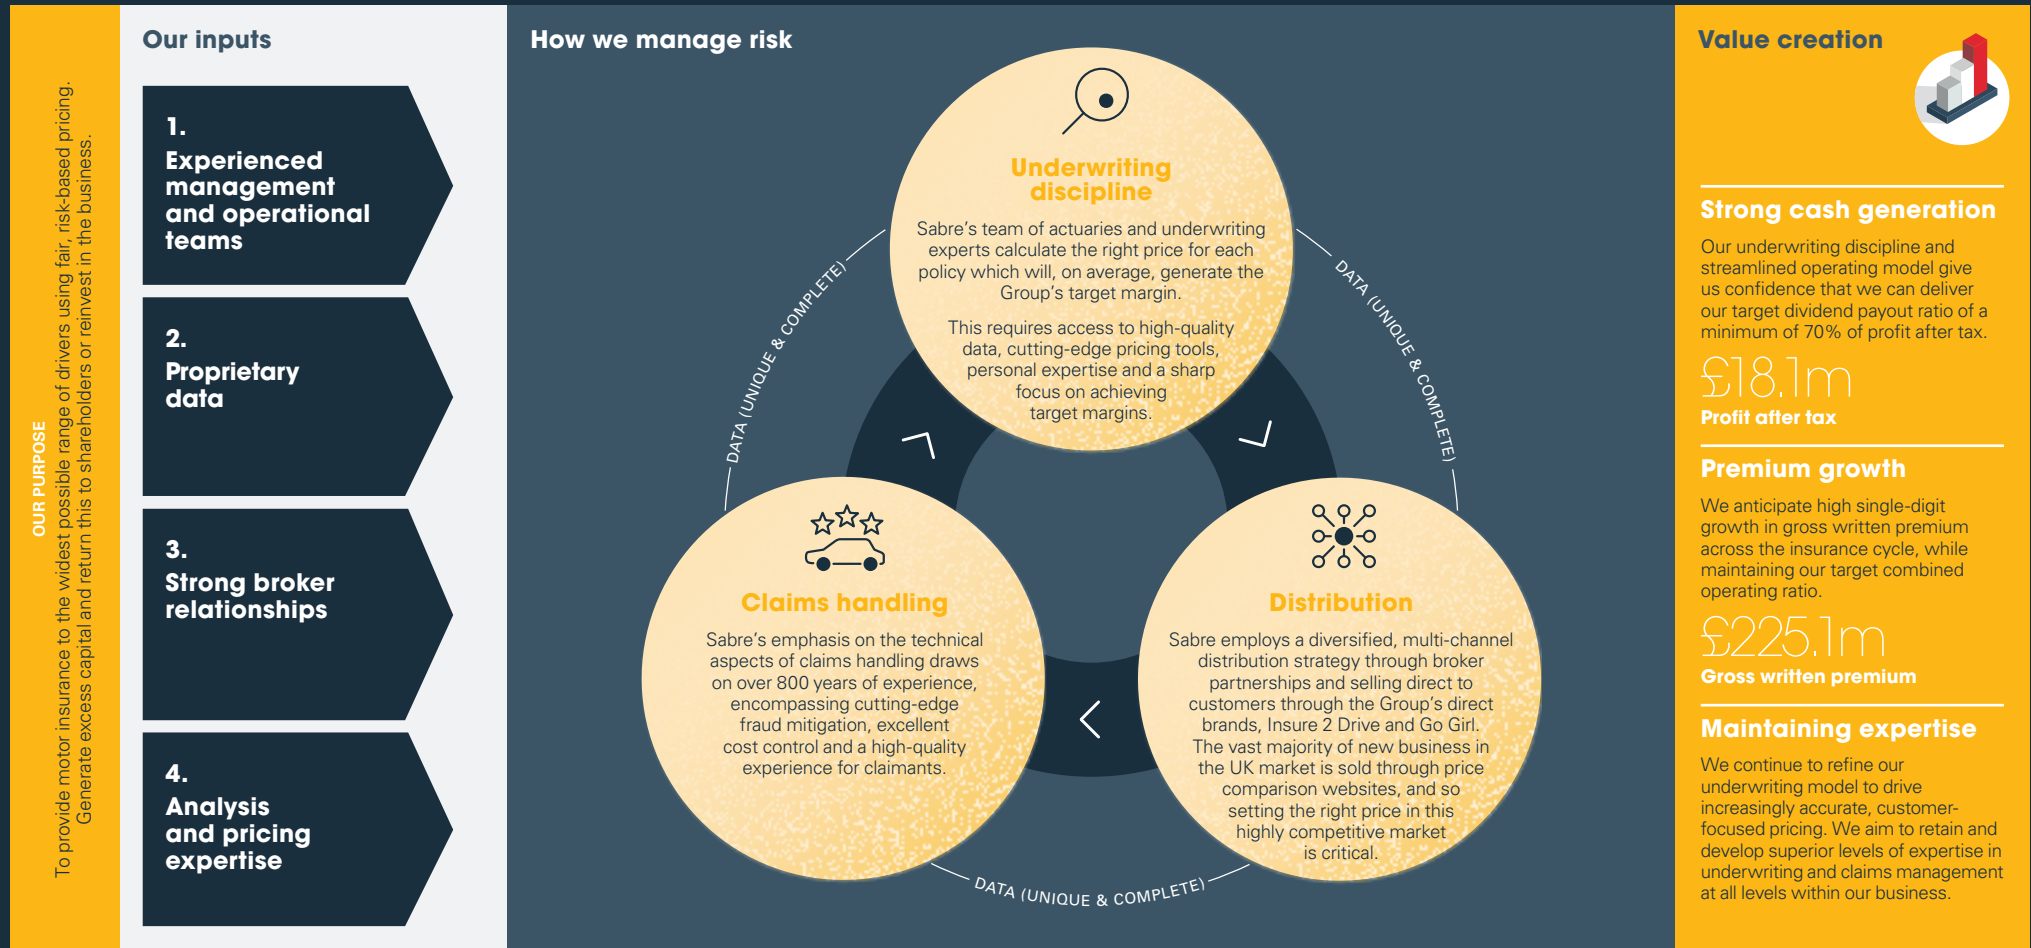 OUR PURPOSE
To provide motor insurance to the widest possible range of drivers using fair, risk-based pricing.
Generate excess capital and return this to shareholders or reinvest in the business.
Our inputs
1.
Experienced
management
and operational
teams
2.
Proprietary
data
3.
Strong broker
relationships
4.
Analysis
and pricing
expertise
How we manage risk
Underwriting
discipline
Sabre’s team of actuaries and underwriting
experts calculate the right price for each
policy which will, on average, generate the
Group’s target margin.
This requires access to high-quality
data, cutting-edge pricing tools,
personal expertise and a sharp
focus on achieving
target margins.
DATA (UNIQUE & COMPLETE)
DATA (UNIQUE & COMPLETE)
Claims handling
Sabre’s emphasis on the technical
aspects of claims handling draws
on over 800 years of experience,
encompassing cutting-edge
fraud mitigation, excellent
cost control and a high-quality
experience for claimants.
Distribution
Sabre employs a diversified, multi-channel
distribution strategy through broker
partnerships and selling direct to
customers through the Group’s direct
brands, Insure 2 Drive and Go Girl.
The vast majority of new business in
the UK market is sold through price
comparison websites, and so
setting the right price in this
highly competitive market
is critical.
DATA (UNIQUE & COMPLETE)
Value creation
Strong cash generation
Our underwriting discipline and
streamlined operating model give
us confidence that we can deliver
our target dividend payout ratio of a
minimum of 70% of profit after tax.
£18.1m
Profit after tax
Premium growth
We anticipate high single-digit
growth in gross written premium
across the insurance cycle, while
maintaining our target combined
operating ratio.
£225.1m
Gross written premium
Maintaining expertise
We continue to refine our
underwriting model to drive
increasingly accurate, customer-
focused pricing. We aim to retain and
develop superior levels of expertise in
underwriting and claims management
at all levels within our business.